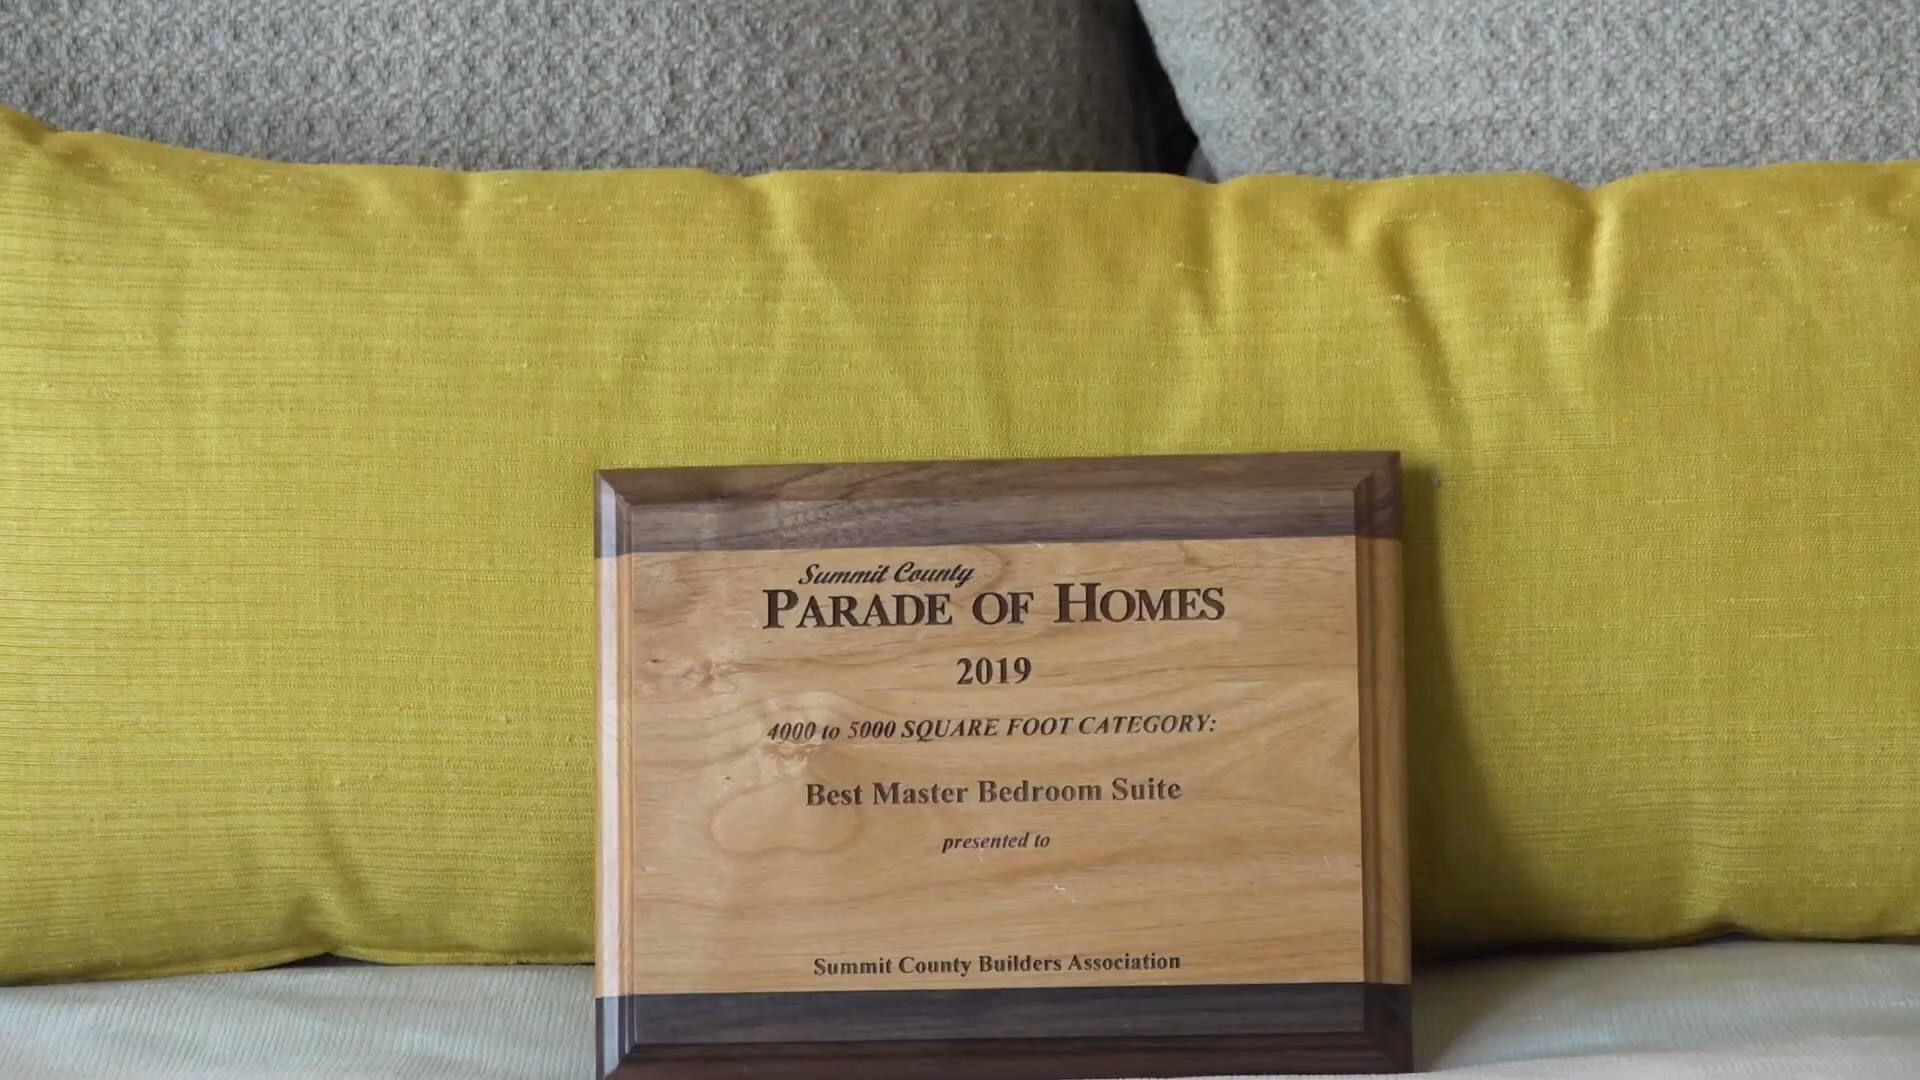 Summit County
PARADE OF HOMES
2019
4000 to 5000 SQUARE FOOT CATEGORY:
Best Master Bedroom Suite
presented to
Summit County Builders Association